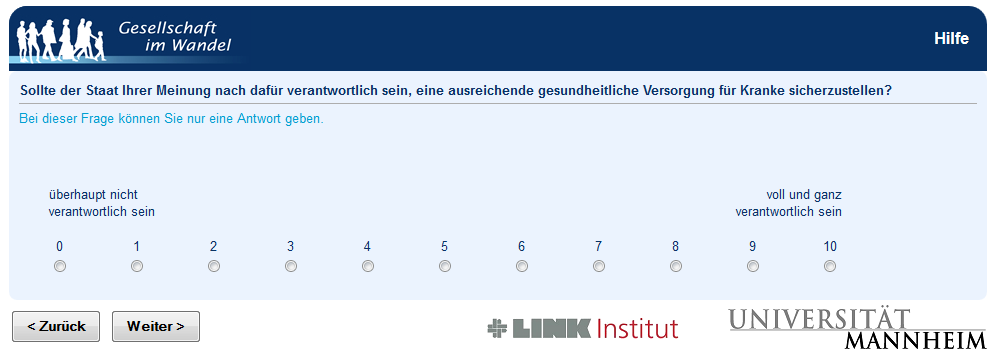 Gesellschaft
im Wandel
Hilfe
Sollte der Staat Ihrer Meinung nach dafür verantwortlich sein, eine ausreichende gesundheitliche Versorgung für Kranke sicherzustellen?
Bei dieser Frage können Sie nur eine Antwort geben.
überhaupt nicht
verantwortlich sein
voll und ganz
verantwortlich sein
0 1 2 3 4 5 6 7 8 9 10
< Zurück
Weiter >
LINK Institut
UNIVERSITÄT
MANNHEIM